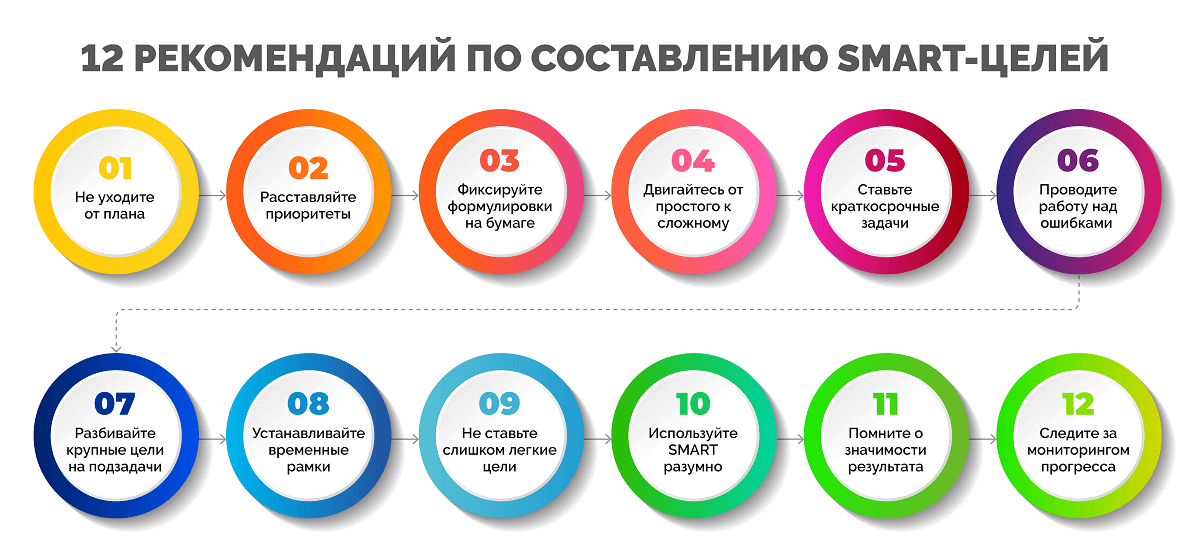 12 РЕКОМЕНДАЦИЙ ПО СОСТАВЛЕНИЮ SMART-ЦЕЛЕЙ
01
Не уходите
от плана
02
Расставляйте
приоритеты
03
Фиксируйте
формулировки
на бумаге
04
Двигайтесь от
простого к
сложному
05
Ставьте
краткосрочные
задачи
06
Проводите
работу над
ошибками
07
Разбивайте
крупные цели
на подзадачи
08
Устанавливайте
временные
рамки
09
Не ставьте
слишком легкие
цели
10
Используйте
SMART
разумно
11
Помните о
значимости
результата
12
Следите за
мониторингом
прогресса